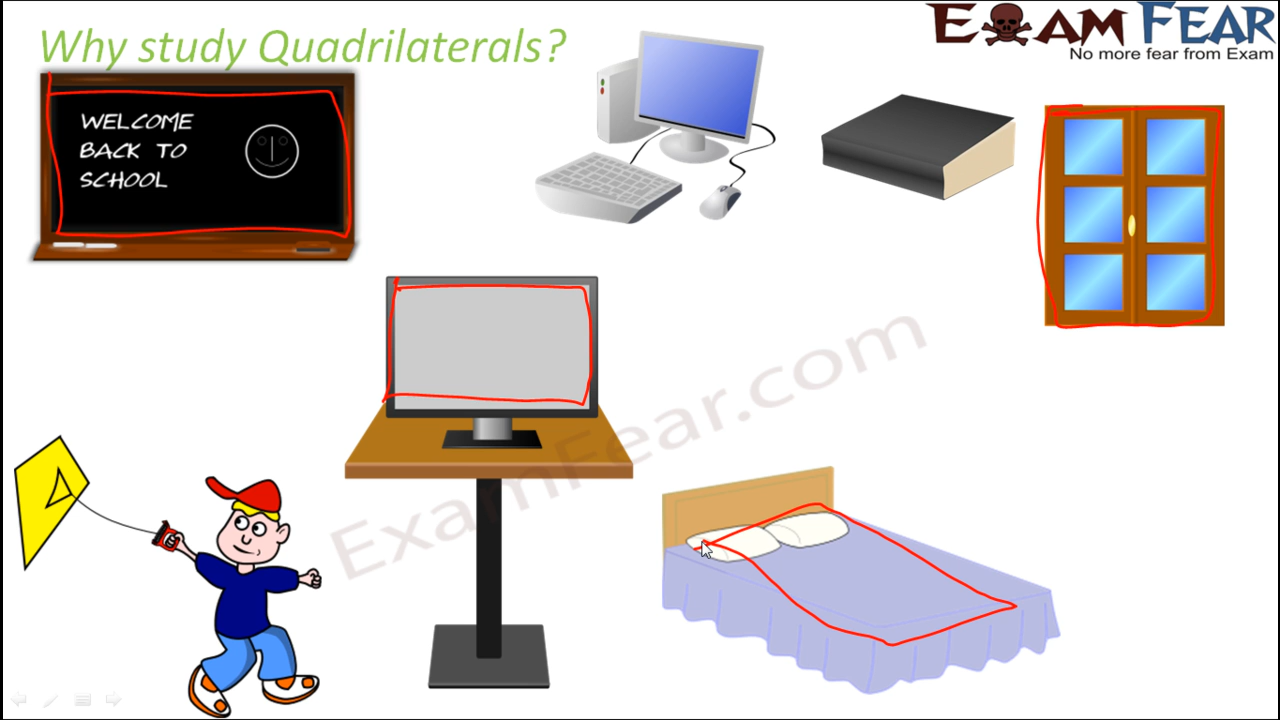 Why study Quadrilaterals?
EXAM FEAR
No more fear from Exam
WELCOME
BACK TO
SCHOOL
ExamFear.com